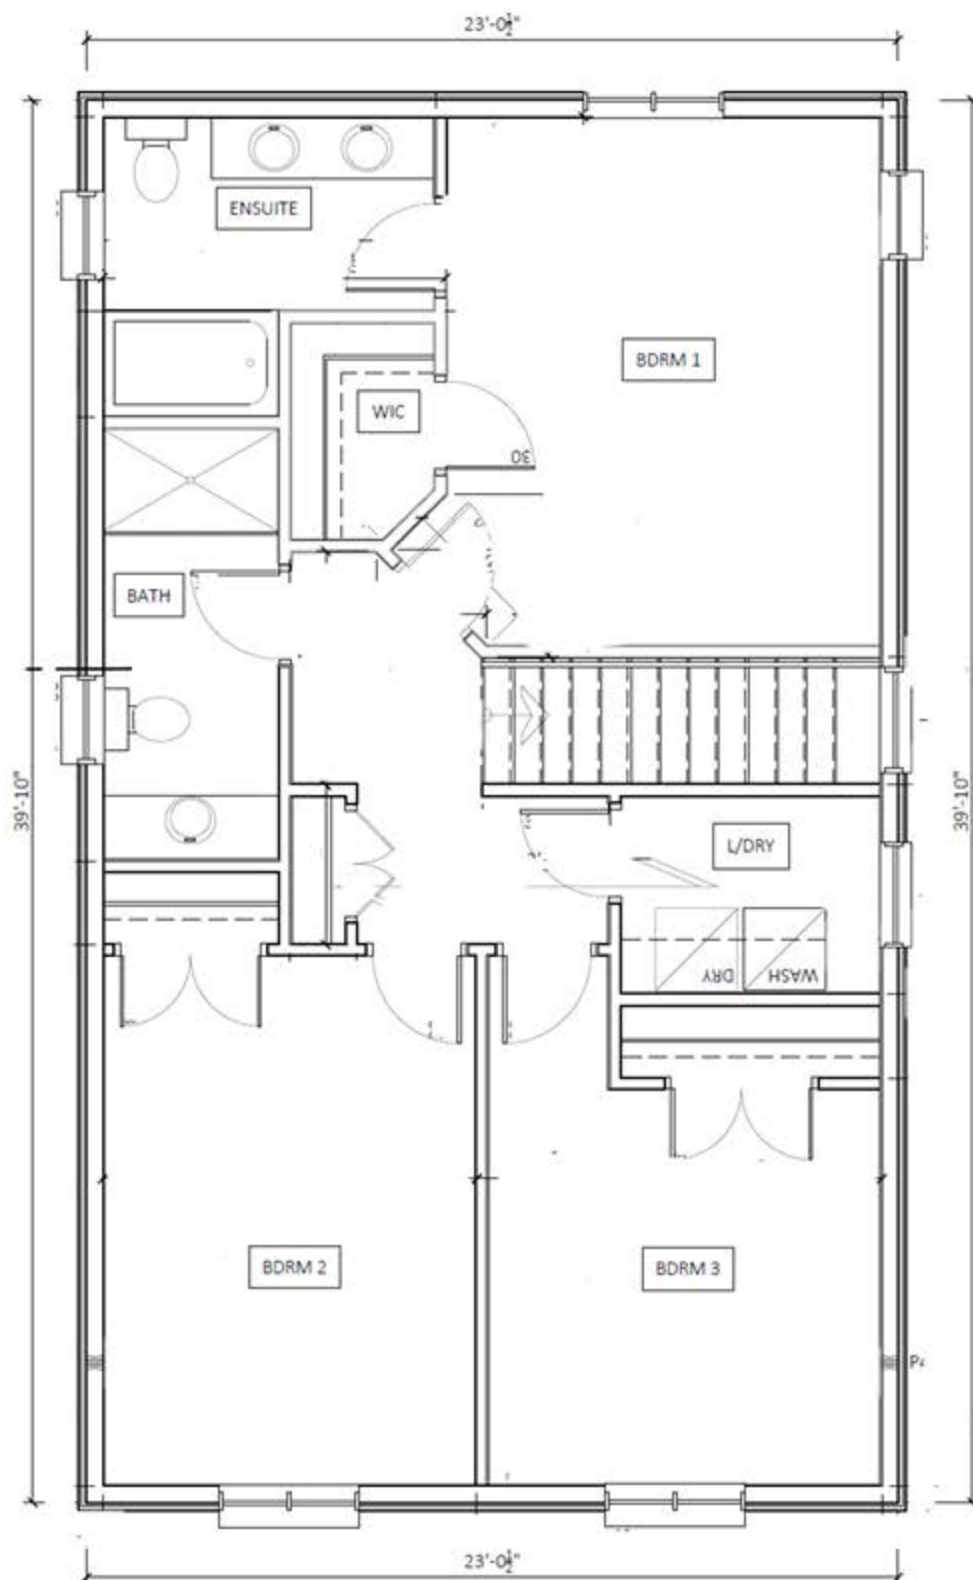 23'-0½"
ENSUITE
BDRM 1
WIC
30
BATH
39'-10"
39'-10"
L/DRY
DRY
WASH
BDRM 2
BDRM 3
23'-0½"